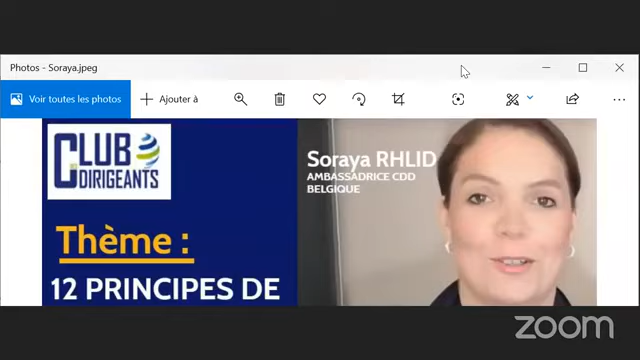 Photos - Soraya.jpeg
Voir toutes les photos
Ajouter à
CLUB
DES
DIRIGEANTS
Soraya RHLID
AMBASSADRICE CDD
BELGIQUE
Thème :
12 PRINCIPES DE
zoom